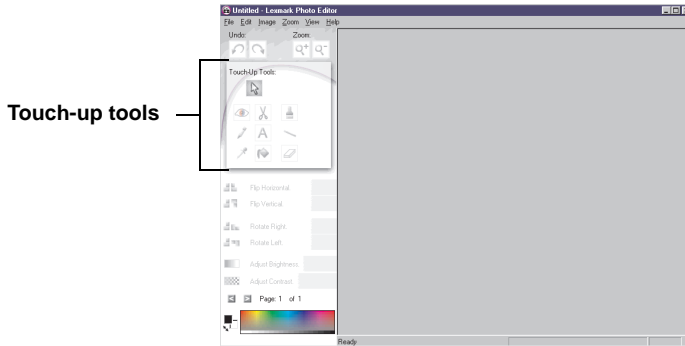 Untitled - Lexmark Photo Editor
File Edit Image Zoom View Help
Undo: Zoom:
Touch-Up Tools:
Touch-up tools
A
Flip Horizontal:
Flip Vertical:
Rotate Right:
Rotate Left:
Adjust Brightness:
Adjust Contrast:
Page: 1 of 1
Ready